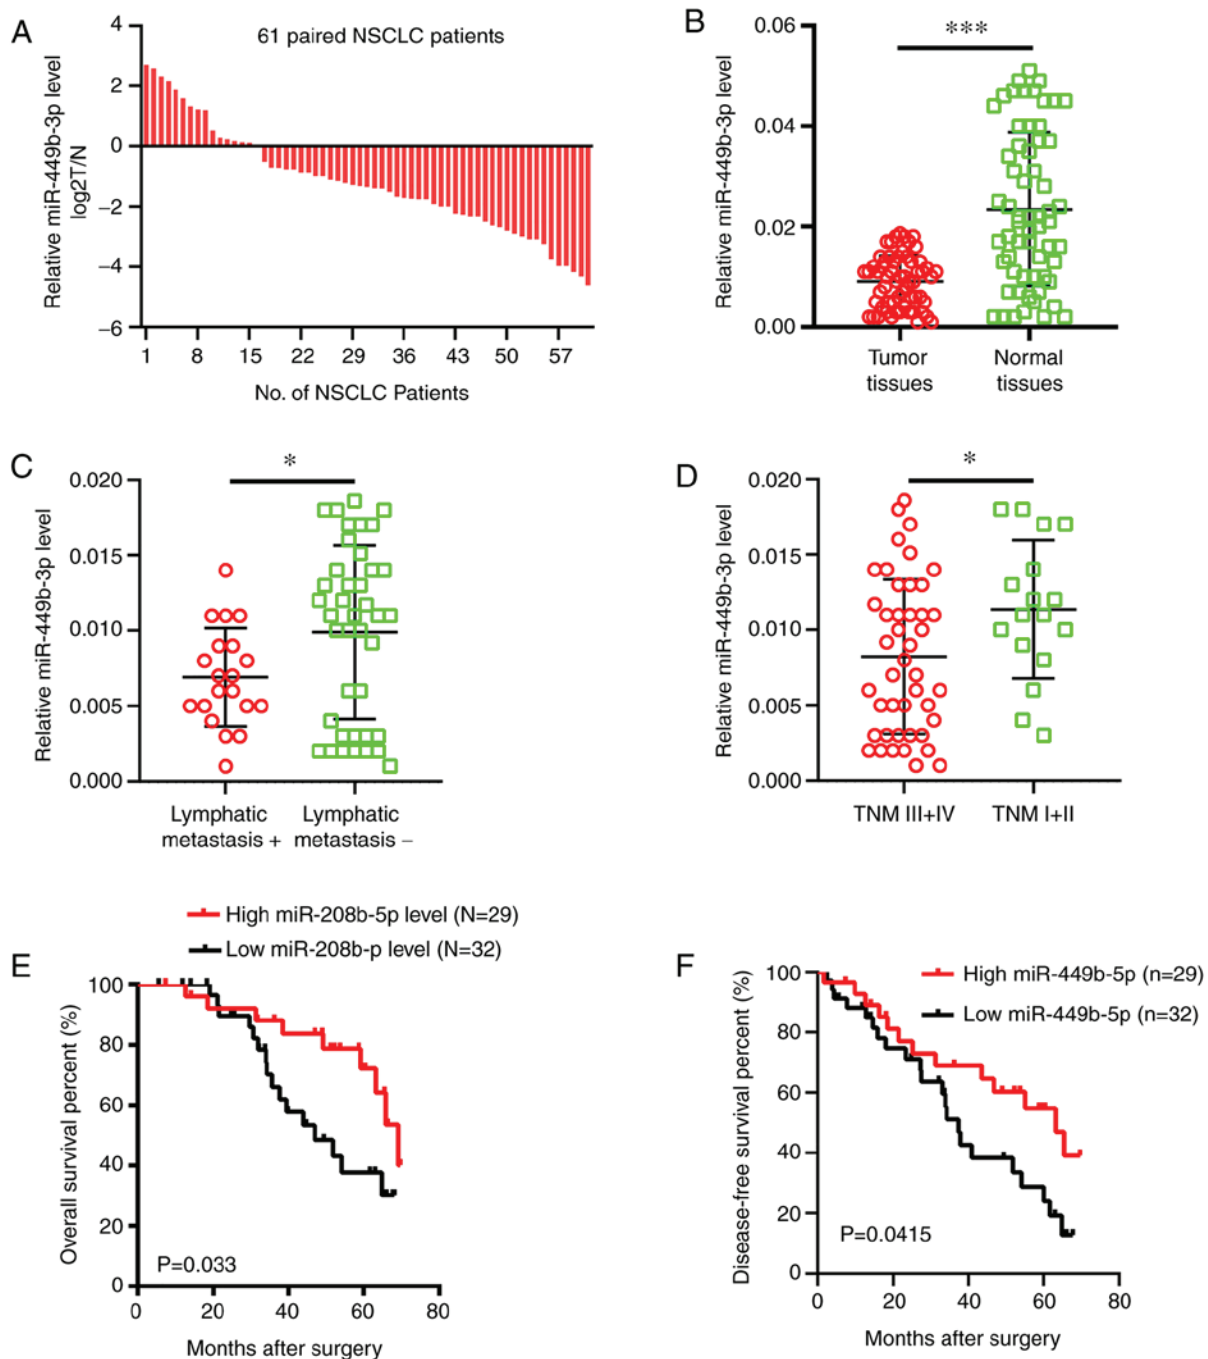 A
61 paired NSCLC patients
Relative miR-449b-3p level
log2T/N
4
2
0
−2
−4
−6
1 8 15 22 29 36 43 50 57
No. of NSCLC Patients
B
***
Relative miR-449b-3p level
0.06
0.04
0.02
0.00
Tumor
tissues
Normal
tissues
C
*
Relative miR-449b-3p level
0.020
0.015
0.010
0.005
0.000
Lymphatic
metastasis +
Lymphatic
metastasis −
D
*
Relative miR-449b-3p level
0.020
0.015
0.010
0.005
0.000
TNM III+IV TNM I+II
E
High miR-208b-5p level (N=29)
Low miR-208b-p level (N=32)
Overall survival percent (%)
100
80
60
40
20
0
P=0.033
0 20 40 60 80
Months after surgery
F
High miR-449b-5p (n=29)
Low miR-449b-5p (n=32)
Disease-free survival percent (%)
100
80
60
40
20
0
P=0.0415
0 20 40 60 80
Months after surgery